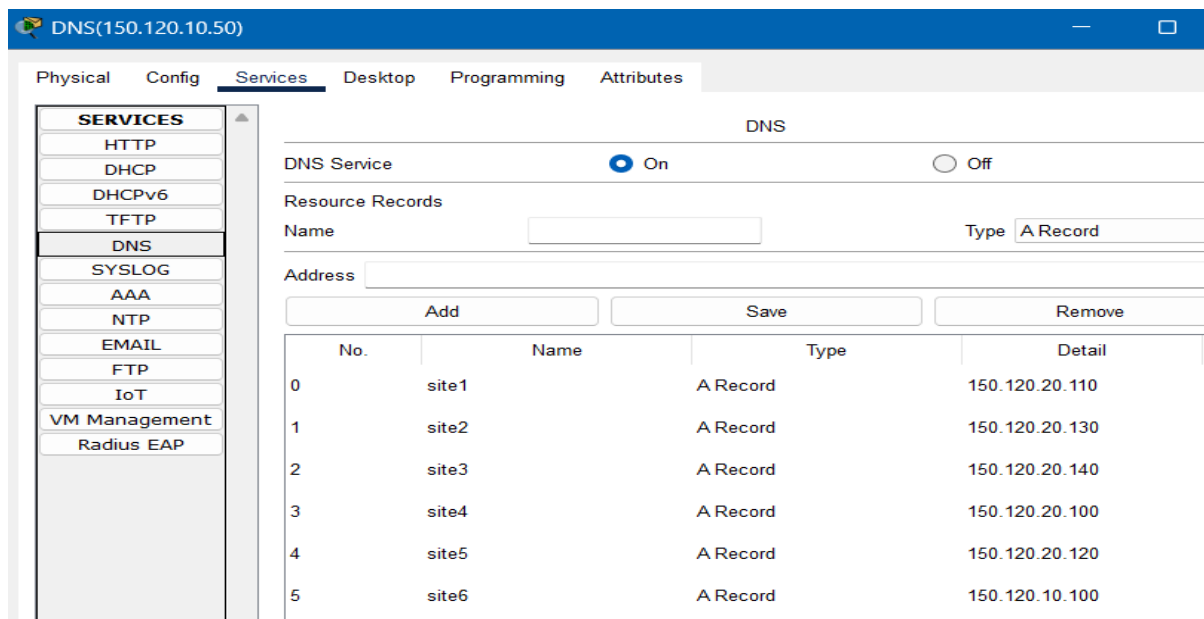 DNS(150.120.10.50)
Physical Config Services Desktop Programming Attributes
SERVICES
HTTP
DHCP
DHCPv6
TFTP
DNS
SYSLOG
AAA
NTP
EMAIL
FTP
IoT
VM Management
Radius EAP
DNS
DNS Service On Off
Resource Records
Name Type A Record
Address
Add Save Remove
No. Name Type Detail
0 site1 A Record 150.120.20.110
1 site2 A Record 150.120.20.130
2 site3 A Record 150.120.20.140
3 site4 A Record 150.120.20.100
4 site5 A Record 150.120.20.120
5 site6 A Record 150.120.10.100